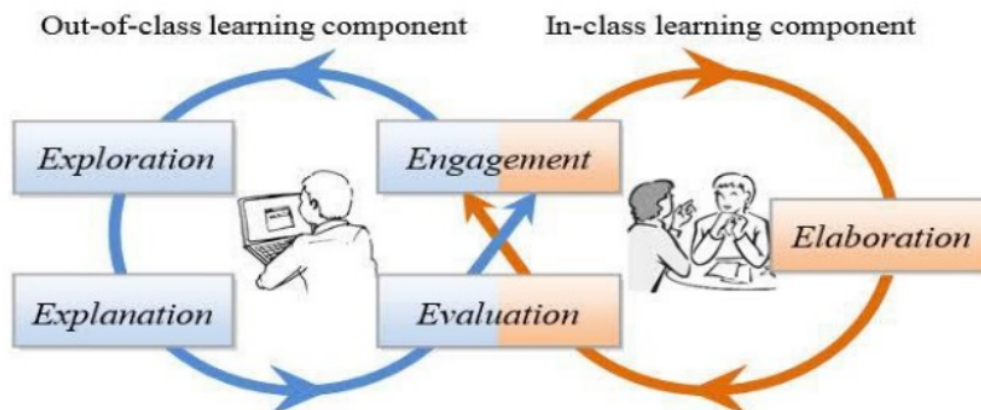 Out-of-class learning component
In-class learning component
Exploration
Engagement
Elaboration
Explanation
Evaluation